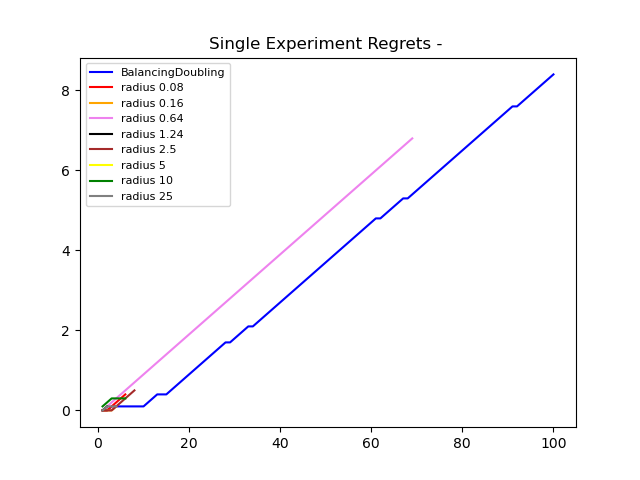 Single Experiment Regrets -
BalancingDoubling
radius 0.08
radius 0.16
radius 0.64
radius 1.24
radius 2.5
radius 5
radius 10
radius 25
8
6
4
2
0
0 20 40 60 80 100